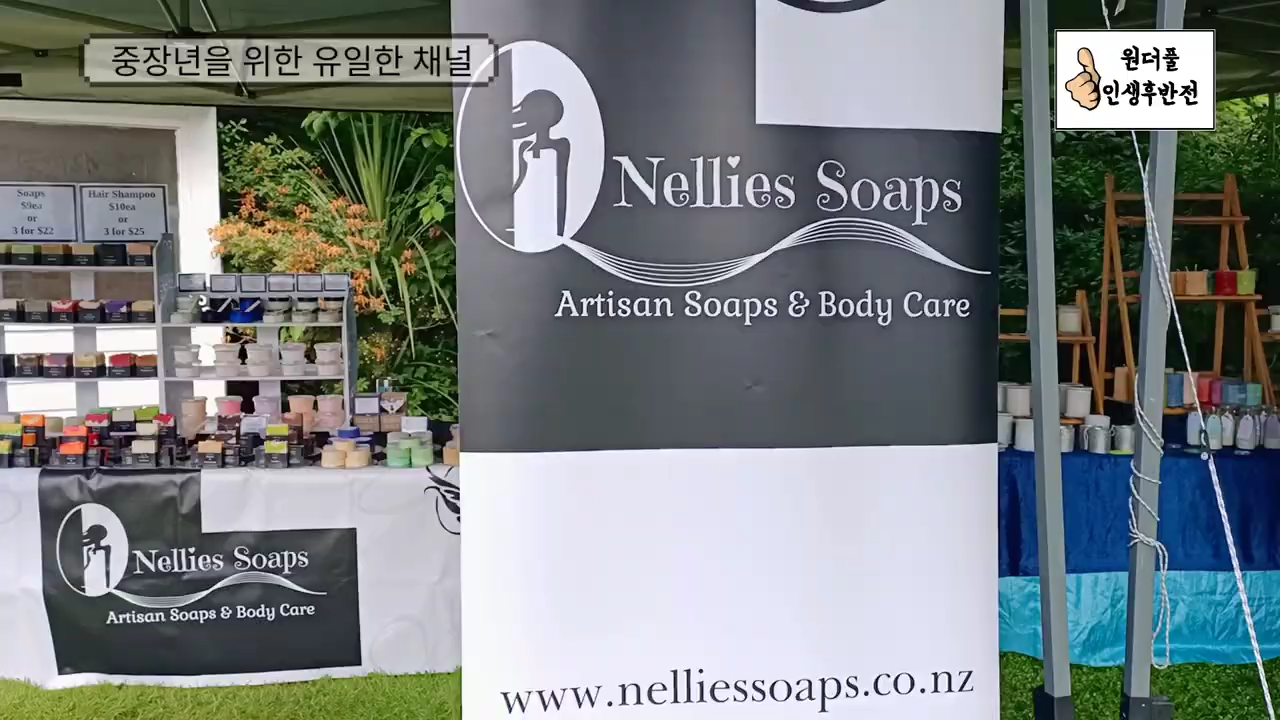 중장년을 위한 유일한 채널
원더풀
인생후반전
Soaps
$9ea
or
3 for $22
Hair Shampoo
$10ea
or
3 for $25
Nellies Soaps
Artisan Soaps & Body Care
www.nelliessoaps.co.nz
Nellies Soaps
Artisan Soaps & Body Care